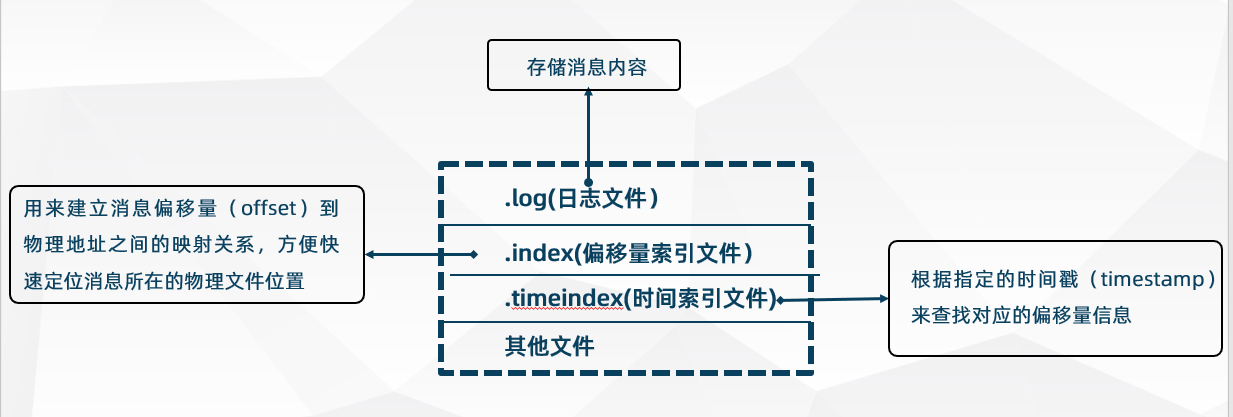 存储消息内容
.log(日志文件）
用来建立消息偏移量（offset）到
物理地址之间的映射关系，方便快
速定位消息所在的物理文件位置
.index(偏移量索引文件）
.timeindex(时间索引文件)
根据指定的时间戳（timestamp）
来查找对应的偏移量信息
其他文件